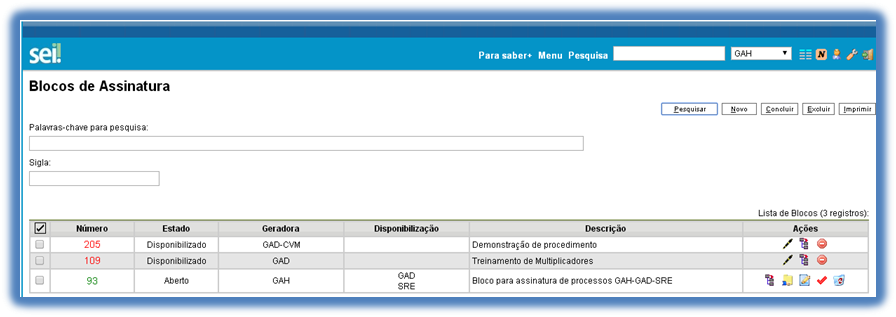 sei! Para saber+ Menu Pesquisa GAH N
Blocos de Assinatura
Pesquisar Novo Concluir Excluir Imprimir
Palavras-chave para pesquisa:
Sigla:
Lista de Blocos (3 registros):
Número Estado Geradora Disponibilização Descrição Ações
205 Disponibilizado GAD-CVM Demonstração de procedimento
109 Disponibilizado GAD Treinamento de Multiplicadores
93 Aberto GAH GAD SRE Bloco para assinatura de processos GAH-GAD-SRE